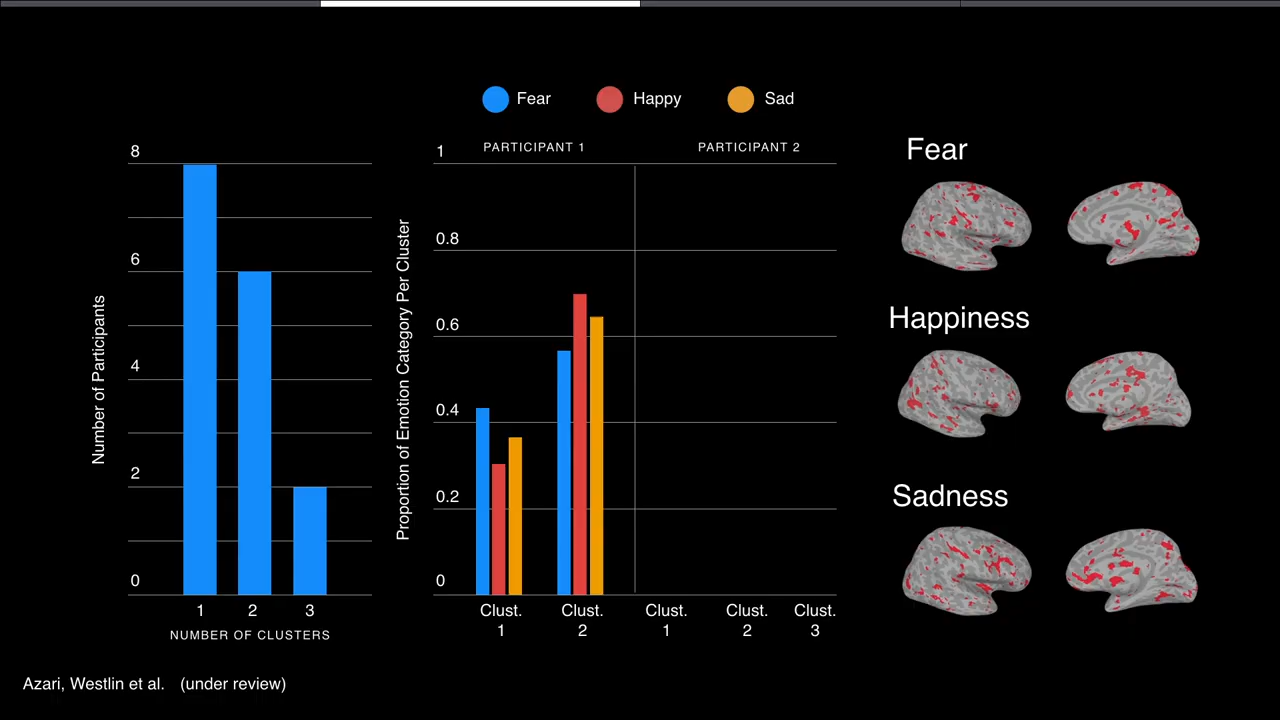 Fear
Happy
Sad
8
6
4
2
0
Number of Participants
1 2 3
NUMBER OF CLUSTERS
PARTICIPANT 1
PARTICIPANT 2
1
0.8
0.6
0.4
0.2
0
Proportion of Emotion Category Per Cluster
Clust. 1
Clust. 2
Clust. 1
Clust. 2
Clust. 3
Fear
Happiness
Sadness
Azari, Westlin et al. (under review)